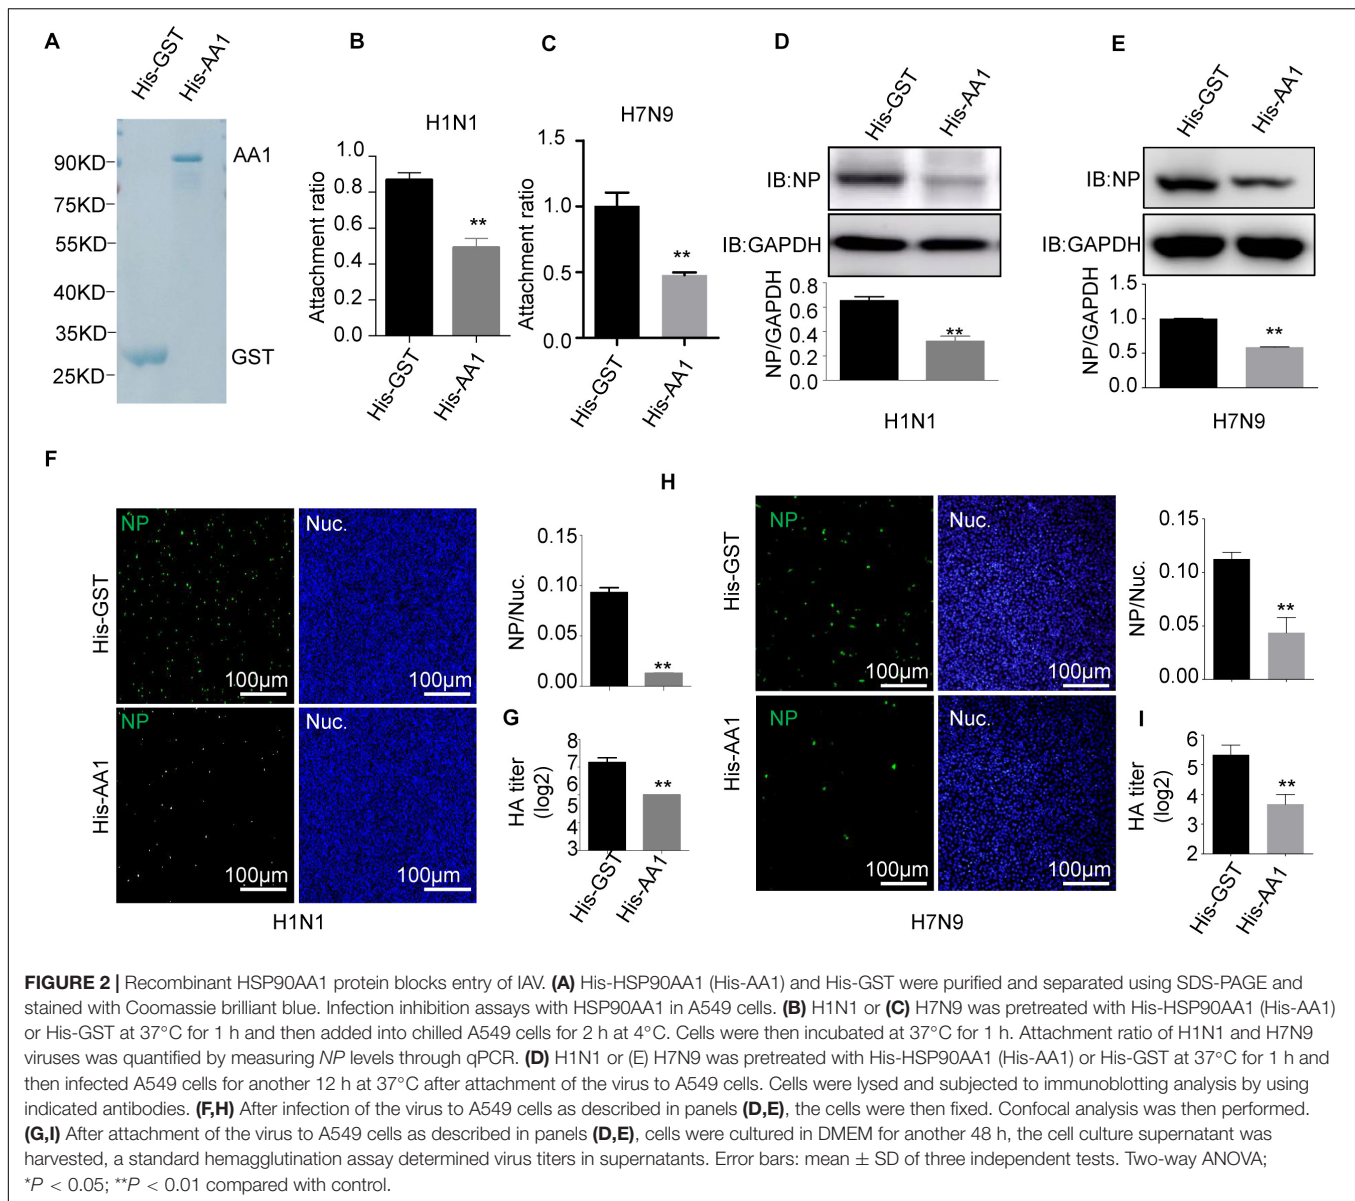 A
His-GST
His-AA1
90KD
75KD
55KD
40KD
35KD
25KD
AA1
GST
B
H1N1
Attachment ratio
1.0
0.8
0.6
0.4
0.2
0.0
**
His-GST
His-AA1
C
H7N9
Attachment ratio
1.5
1.0
0.5
0.0
**
His-GST
His-AA1
D
His-GST
His-AA1
IB:NP
IB:GAPDH
NP/GAPDH
0.8
0.6
0.4
0.2
0.0
**
H1N1
E
His-GST
His-AA1
IB:NP
IB:GAPDH
NP/GAPDH
1.5
1.0
0.5
0.0
**
H7N9
F
His-GST
NP
100µm
Nuc.
100µm
His-AA1
NP
100µm
Nuc.
100µm
H1N1
NP/Nuc.
0.15
0.10
0.05
0.00
**
G
HA titer
(log2)
8
7
6
5
4
3
**
His-GST
His-AA1
H
His-GST
NP
100µm
Nuc.
100µm
His-AA1
NP
100µm
Nuc.
100µm
H7N9
NP/Nuc.
0.15
0.10
0.05
0.00
**
I
HA titer
(log2)
6
5
4
3
2
**
His-GST
His-AA1
FIGURE 2 | Recombinant HSP90AA1 protein blocks entry of IAV. (A) His-HSP90AA1 (His-AA1) and His-GST were purified and separated using SDS-PAGE and
stained with Coomassie brilliant blue. Infection inhibition assays with HSP90AA1 in A549 cells. (B) H1N1 or (C) H7N9 was pretreated with His-HSP90AA1 (His-AA1)
or His-GST at 37°C for 1 h and then added into chilled A549 cells for 2 h at 4°C. Cells were then incubated at 37°C for 1 h. Attachment ratio of H1N1 and H7N9
viruses was quantified by measuring NP levels through qPCR. (D) H1N1 or (E) H7N9 was pretreated with His-HSP90AA1 (His-AA1) or His-GST at 37°C for 1 h and
then infected A549 cells for another 12 h at 37°C after attachment of the virus to A549 cells. Cells were lysed and subjected to immunoblotting analysis by using
indicated antibodies. (F,H) After infection of the virus to A549 cells as described in panels (D,E), the cells were then fixed. Confocal analysis was then performed.
(G,I) After attachment of the virus to A549 cells as described in panels (D,E), cells were cultured in DMEM for another 48 h, the cell culture supernatant was
harvested, a standard hemagglutination assay determined virus titers in supernatants. Error bars: mean ± SD of three independent tests. Two-way ANOVA;
*P < 0.05; **P < 0.01 compared with control.